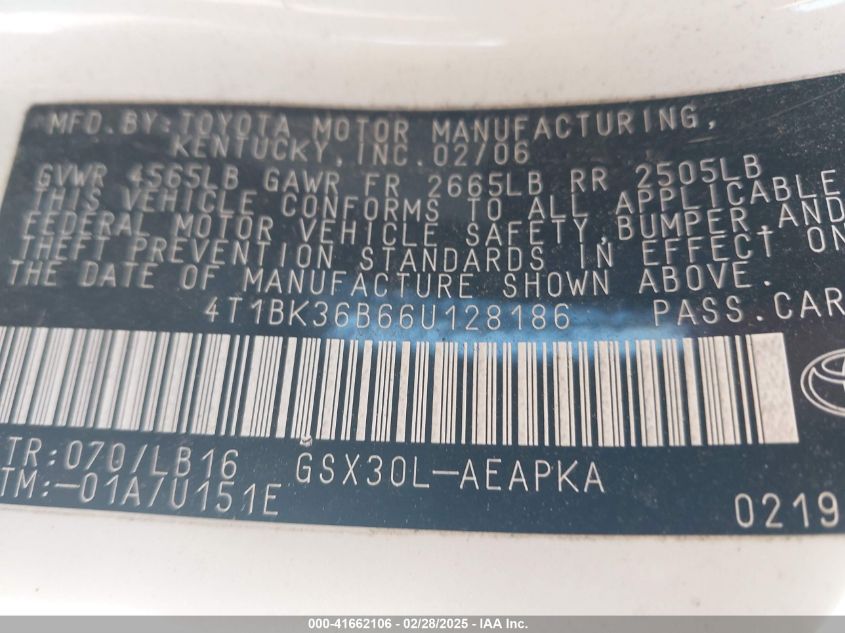 MFD. BY: TOYOTA MOTOR MANUFACTURING,
KENTUCKY, INC. 02/06
GVWR 4565LB GAWR FR 2665LB RR 2505LB
THIS VEHICLE CONFORMS TO ALL APPLICABLE
FEDERAL MOTOR VEHICLE SAFETY, BUMPER, AND
THEFT PREVENTION STANDARDS IN EFFECT ON
THE DATE OF MANUFACTURE SHOWN ABOVE.
4T1BK36B66U128186 PASS. CAR
TR: 070/LB16 GSX30L-AEAPKA
TM:-01A/U151E 0219
000-41662106 - 02/28/2025 - IAA Inc.